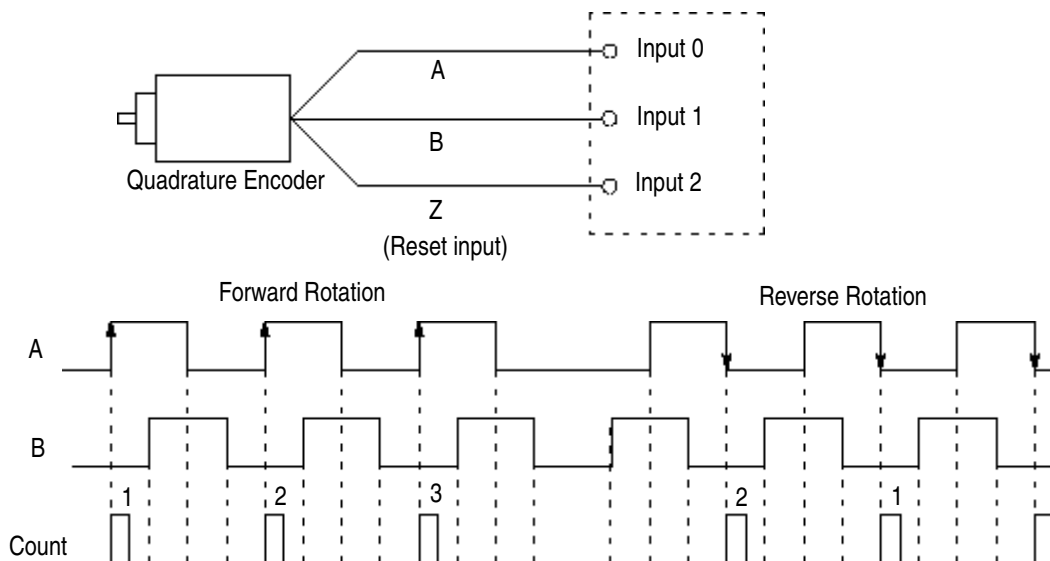 Input 0
A
Input 1
B
Quadrature Encoder
Input 2
Z
(Reset input)
Forward Rotation
Reverse Rotation
A
B
1
2
3
2
1
Count